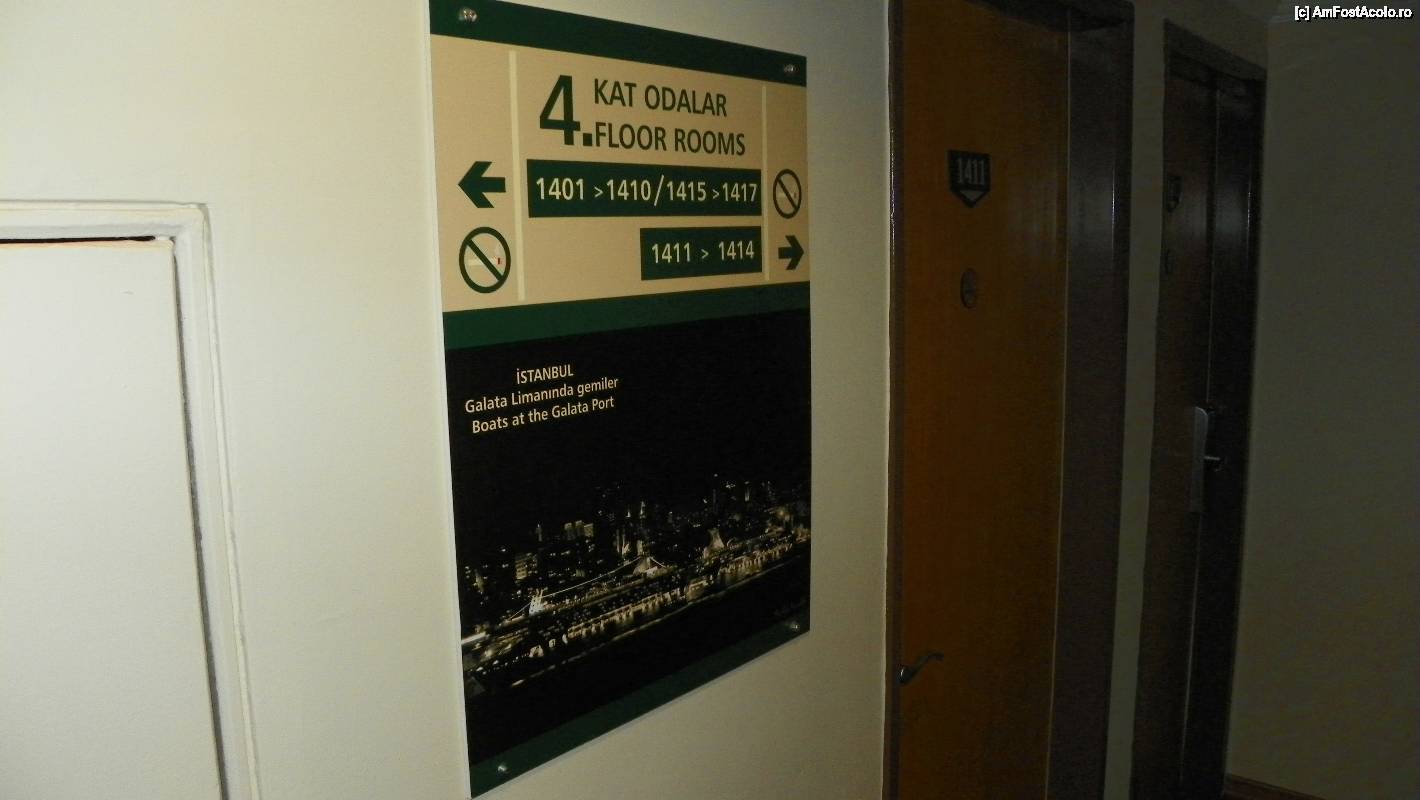 [c] AmFostAcolo.ro
4. KAT ODALAR
FLOOR ROOMS
1401 >1410/1415 >1417
1411 > 1414
İSTANBUL
Galata Limanında gemiler
Boats at the Galata Port
1411